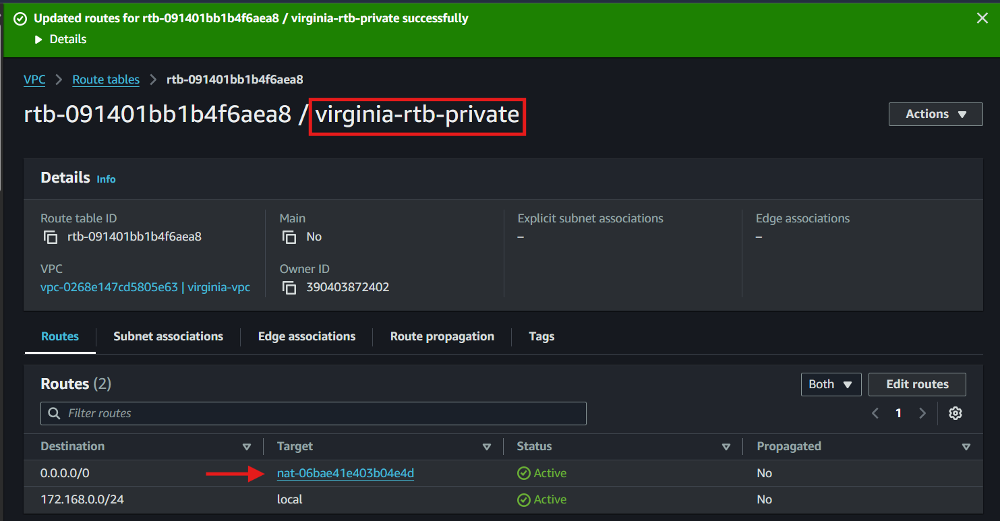 Updated routes for rtb-091401bb1b4f6aea8 / virginia-rtb-private successfully
Details
VPC Route tables rtb-091401bb1b4f6aea8
rtb-091401bb1b4f6aea8 / virginia-rtb-private
Actions
Details Info
Route table ID Main Explicit subnet associations Edge associations
rtb-091401bb1b4f6aea8 No – –
VPC Owner ID
vpc-0268e147cd5805e63 | virginia-vpc 390403872402
Routes Subnet associations Edge associations Route propagation Tags
Routes (2) Both Edit routes
Filter routes 1
Destination Target Status Propagated
0.0.0.0/0 nat-06bae41e403b04e4d Active No
172.168.0.0/24 local Active No